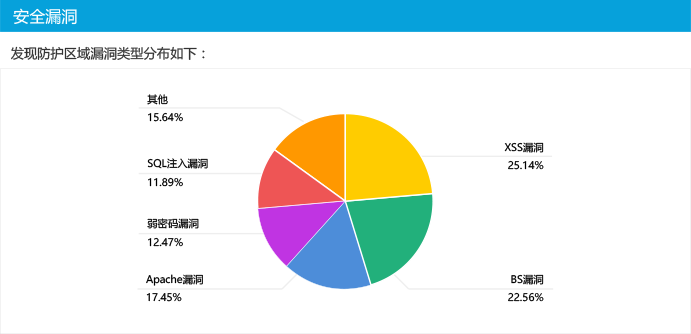 安全漏洞
发现防护区域漏洞类型分布如下：
其他
15.64%
XSS漏洞
25.14%
SQL注入漏洞
11.89%
弱密码漏洞
12.47%
Apache漏洞
17.45%
BS漏洞
22.56%